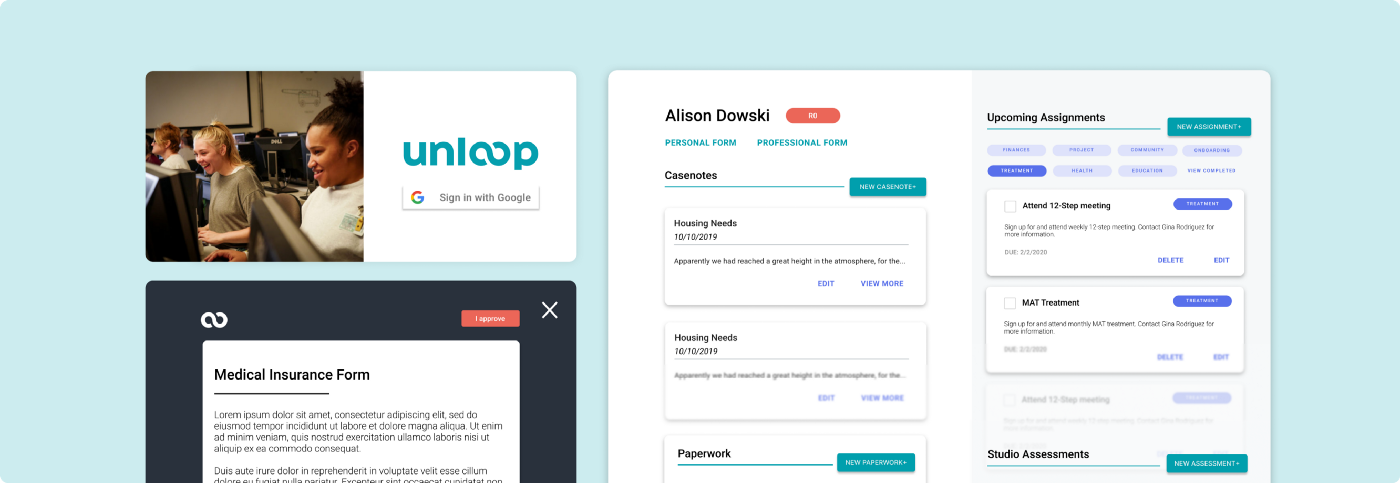 unloop
Sign in with Google
I approve
Medical Insurance Form
Lorem ipsum dolor sit amet, consectetur adipiscing elit, sed do
eiusmod tempor incididunt ut labore et dolore magna aliqua. Ut enim
ad minim veniam, quis nostrud exercitation ullamco laboris nisi ut
aliquip ex ea commodo consequat.
Duis aute irure dolor in reprehenderit in voluptate velit esse cillum
dolore eu fugiat nulla pariatur. Excepteur sint occaecat cupidatat non
Alison Dowski
R0
PERSONAL FORM
PROFESSIONAL FORM
Casenotes
NEW CASENOTE+
Housing Needs
10/10/2019
Apparently we had reached a great height in the atmosphere, for the...
EDIT
VIEW MORE
Housing Needs
10/10/2019
Apparently we had reached a great height in the atmosphere, for the...
EDIT
VIEW MORE
Paperwork
NEW PAPERWORK+
Upcoming Assignments
NEW ASSIGNMENT+
FINANCES
PROJECT
COMMUNITY
ONBOARDING
TREATMENT
HEALTH
EDUCATION
VIEW COMPLETED
Attend 12-Step meeting
TREATMENT
Sign up for and attend weekly 12-step meeting. Contact Gina Rodriguez for
more information.
DUE: 2/2/2020
DELETE
EDIT
MAT Treatment
TREATMENT
Sign up for and attend monthly MAT treatment. Contact Gina Rodriguez for
more information.
DUE: 2/2/2020
DELETE
EDIT
Attend 12-Step meeting
TREATMENT
Studio Assessments
NEW ASSESSMENT+